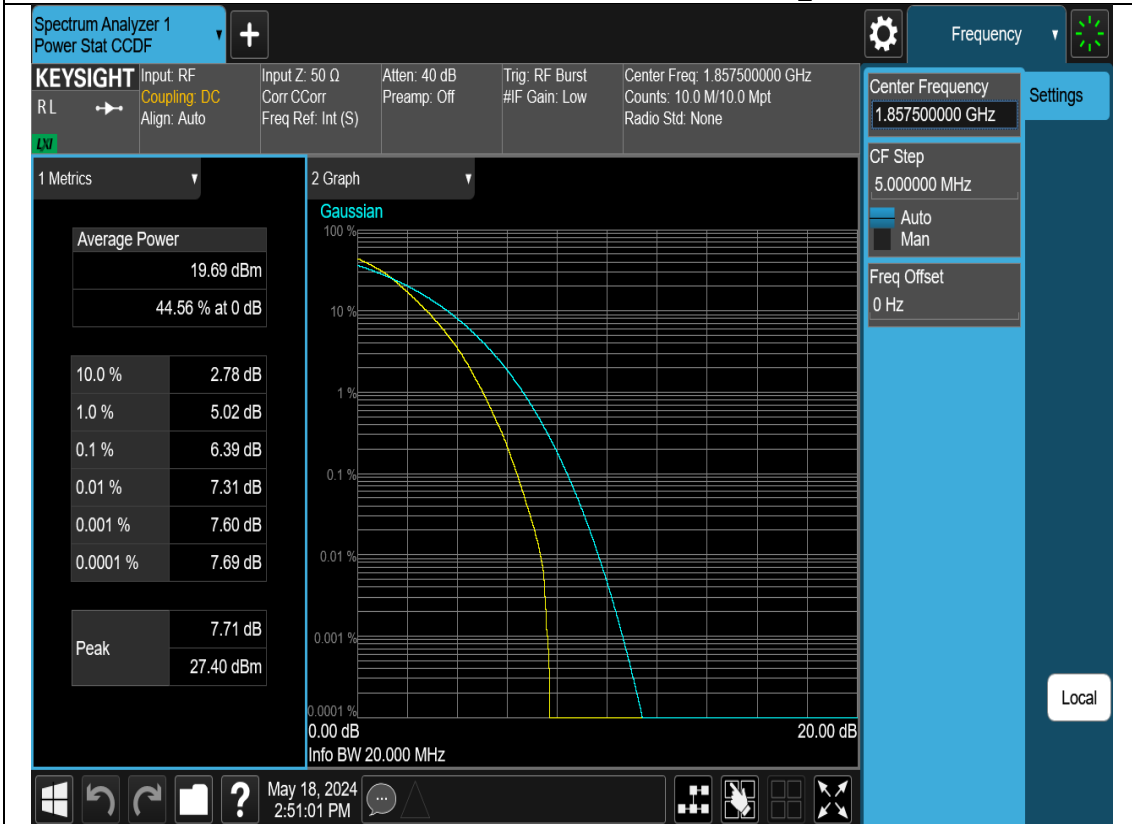 Spectrum Analyzer 1
Power Stat CCDF
Frequency
KEYSIGHT
RL
LXI
Input: RF
Coupling: DC
Align: Auto
Input Z: 50 Ω
Corr CCorr
Freq Ref: Int (S)
Atten: 40 dB
Preamp: Off
Trig: RF Burst
#IF Gain: Low
Center Freq: 1.857500000 GHz
Counts: 10.0 M/10.0 Mpt
Radio Std: None
Center Frequency
1.857500000 GHz
Settings
CF Step
5.000000 MHz
Auto
Man
Freq Offset
0 Hz
1 Metrics
Average Power
19.69 dBm
44.56 % at 0 dB
10.0 % 2.78 dB
1.0 % 5.02 dB
0.1 % 6.39 dB
0.01 % 7.31 dB
0.001 % 7.60 dB
0.0001 % 7.69 dB
Peak
7.71 dB
27.40 dBm
2 Graph
Gaussian
100 %
10 %
1 %
0.1 %
0.01 %
0.001 %
0.0001 %
0.00 dB 20.00 dB
Info BW 20.000 MHz
Local
?
May 18, 2024
2:51:01 PM